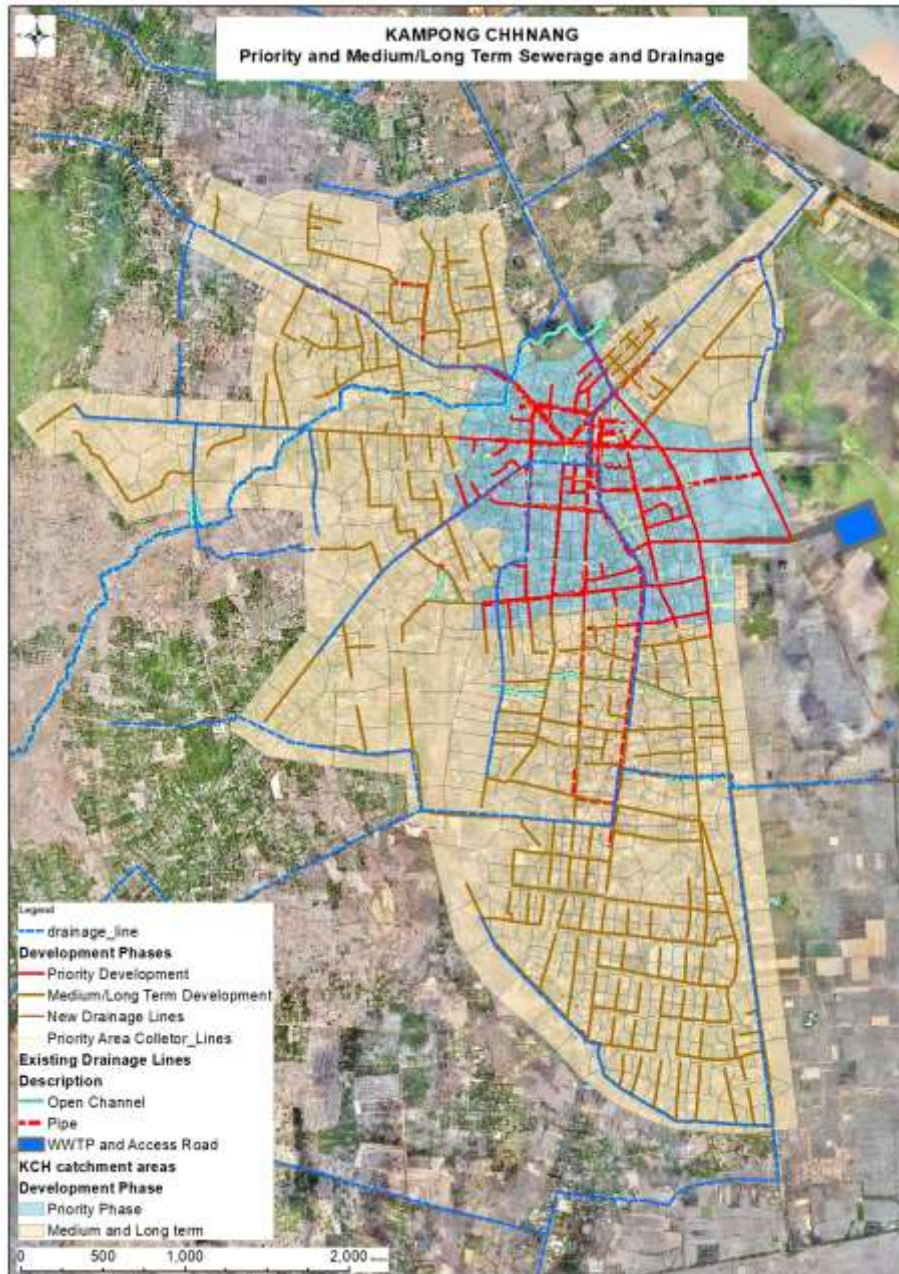 KAMPONG CHHNANG
Priority and Medium/Long Term Sewerage and Drainage
Legend
drainage_line
Development Phases
Priority Development
Medium/Long Term Development
New Drainage Lines
Priority Area Colletor_Lines
Existing Drainage Lines
Description
Open Channel
Pipe
WWTP and Access Road
KCH catchment areas
Development Phase
Priority Phase
Medium and Long term
0 500 1,000 2,000